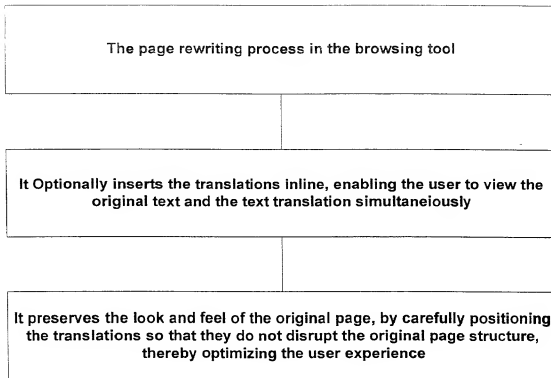 The page rewriting process in the browsing tool
It Optionally inserts the translations inline, enabling the user to view the
original text and the text translation simultaneiously
It preserves the look and feel of the original page, by carefully positioning
the translations so that they do not disrupt the original page structure,
thereby optimizing the user experience